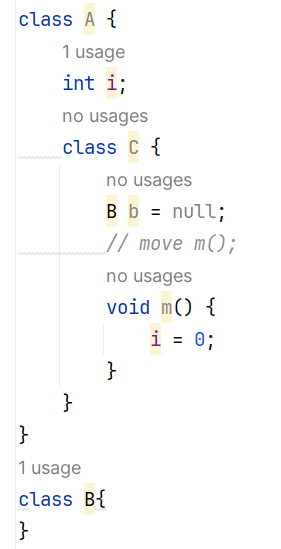 class A {
1 usage
int i;
no usages
class C {
no usages
B b = null;
// move m();
no usages
void m() {
i = 0;
}
}
}
1 usage
class B{
}